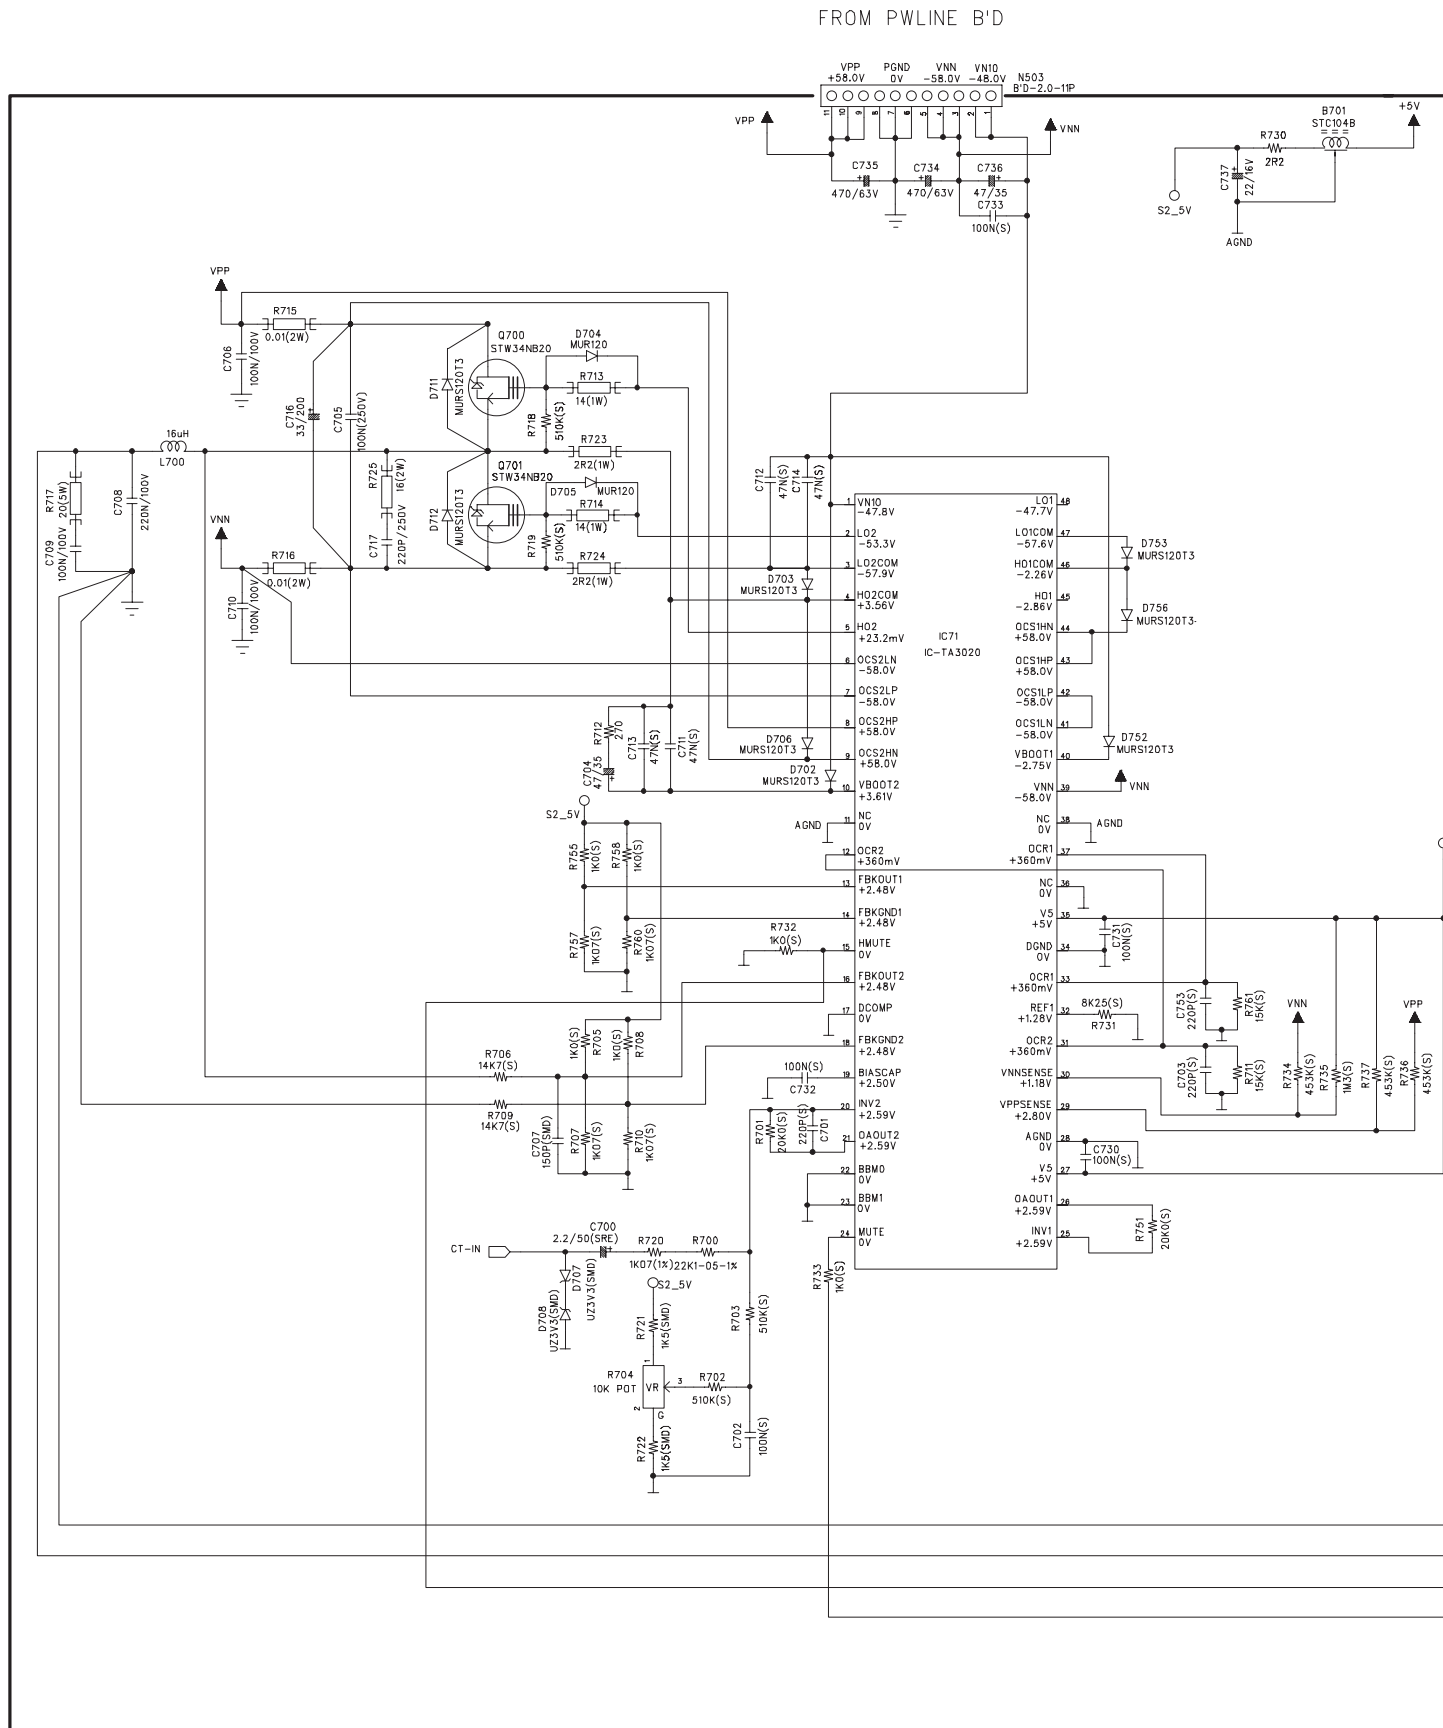 FROM PWLINE B'D
VPP PGND VNN VN10
+58.0V 0V -58.0V -48.0V
N503
B'D-2.0-11P
11 10 9 8 7 6 5 4 3 2 1
VPP
VNN
C735
470/63V
C734
470/63V
C736
47/35
C733
100N(S)
B701
STC104B
+5V
R730
2R2
C737
22/16V
S2_5V
AGND
VPP
R715
0.01(2W)
C706
100N/100V
C716
33/200
C705
100N(250V)
D711
MURS120T3
Q700
STW34NB20
D704
MUR120
R713
14(1W)
R718
510K(S)
R723
2R2(1W)
16uH
L700
R717
20(5W)
C709
100N/100V
C708
220N/100V
R725
16(2W)
C717
220P/250V
D712
MURS120T3
Q701
STW34NB20
D705
MUR120
R714
14(1W)
R719
510K(S)
R724
2R2(1W)
VNN
R716
0.01(2W)
C710
100N/100V
C712
47N(S)
C714
47N(S)
D703
MURS120T3
D706
MURS120T3
D702
MURS120T3
R712
270
C704
47/35
C713
47N(S)
C711
47N(S)
IC71
IC-TA3020
1 VN10
-47.8V
2 LO2
-53.3V
3 LO2COM
-57.9V
4 HO2COM
+3.56V
5 HO2
+23.2mV
6 OCS2LN
-58.0V
7 OCS2LP
-58.0V
8 OCS2HP
+58.0V
9 OCS2HN
+58.0V
10 VBOOT2
+3.61V
AGND
11 NC
0V
12 OCR2
+360mV
13 FBKOUT1
+2.48V
14 FBKGND1
+2.48V
15 HMUTE
0V
16 FBKOUT2
+2.48V
17 DCOMP
0V
18 FBKGND2
+2.48V
19 BIASCAP
+2.50V
20 INV2
+2.59V
21 OAOUT2
+2.59V
22 BBM0
0V
23 BBM1
0V
24 MUTE
0V
LO1 48
-47.7V
LO1COM 47
-57.6V
HO1COM 46
-2.26V
HO1 45
-2.86V
OCS1HN 44
+58.0V
OCS1HP 43
+58.0V
OCS1LP 42
-58.0V
OCS1LN 41
-58.0V
VBOOT1 40
-2.75V
VNN 39
-58.0V
NC 38
0V
AGND
OCR1 37
+360mV
NC 36
0V
V5 35
+5V
DGND 34
0V
OCR1 33
+360mV
REF1 32
+1.28V
OCR2 31
+360mV
VNNSENSE 30
+1.18V
VPPSENSE 29
+2.80V
AGND 28
0V
V5 27
+5V
OAOUT1 26
+2.59V
INV1 25
+2.59V
D753
MURS120T3
D756
MURS120T3
D752
MURS120T3
VNN
S2_5V
R755
1K0(S)
R758
1K0(S)
R757
1K07(S)
R760
1K07(S)
R732
1K0(S)
1K0(S)
R705
1K0(S)
R708
R706
14K7(S)
R709
14K7(S)
C707
150P(SMD)
R707
1K07(S)
R710
1K07(S)
100N(S)
C732
R701
20K0(S)
220P(S)
C701
C731
100N(S)
C753
220P(S)
R761
15K(S)
8K25(S)
R731
C703
220P(S)
R711
15K(S)
VNN
VPP
R734
453K(S)
R735
1M3(S)
R737
453K(S)
R736
453K(S)
C730
100N(S)
R751
20K0(S)
CT-IN
C700
2.2/50(SRE)
R720
1K07(1%)
R700
22K1-05-1%
D707
UZ3V3(SMD)
D708
UZ3V3(SMD)
S2_5V
R721
1K5(SMD)
R703
510K(S)
R733
1K0(S)
R704
10K POT
VR
1
2
3
G
R702
510K(S)
R722
1K5(SMD)
C702
100N(S)